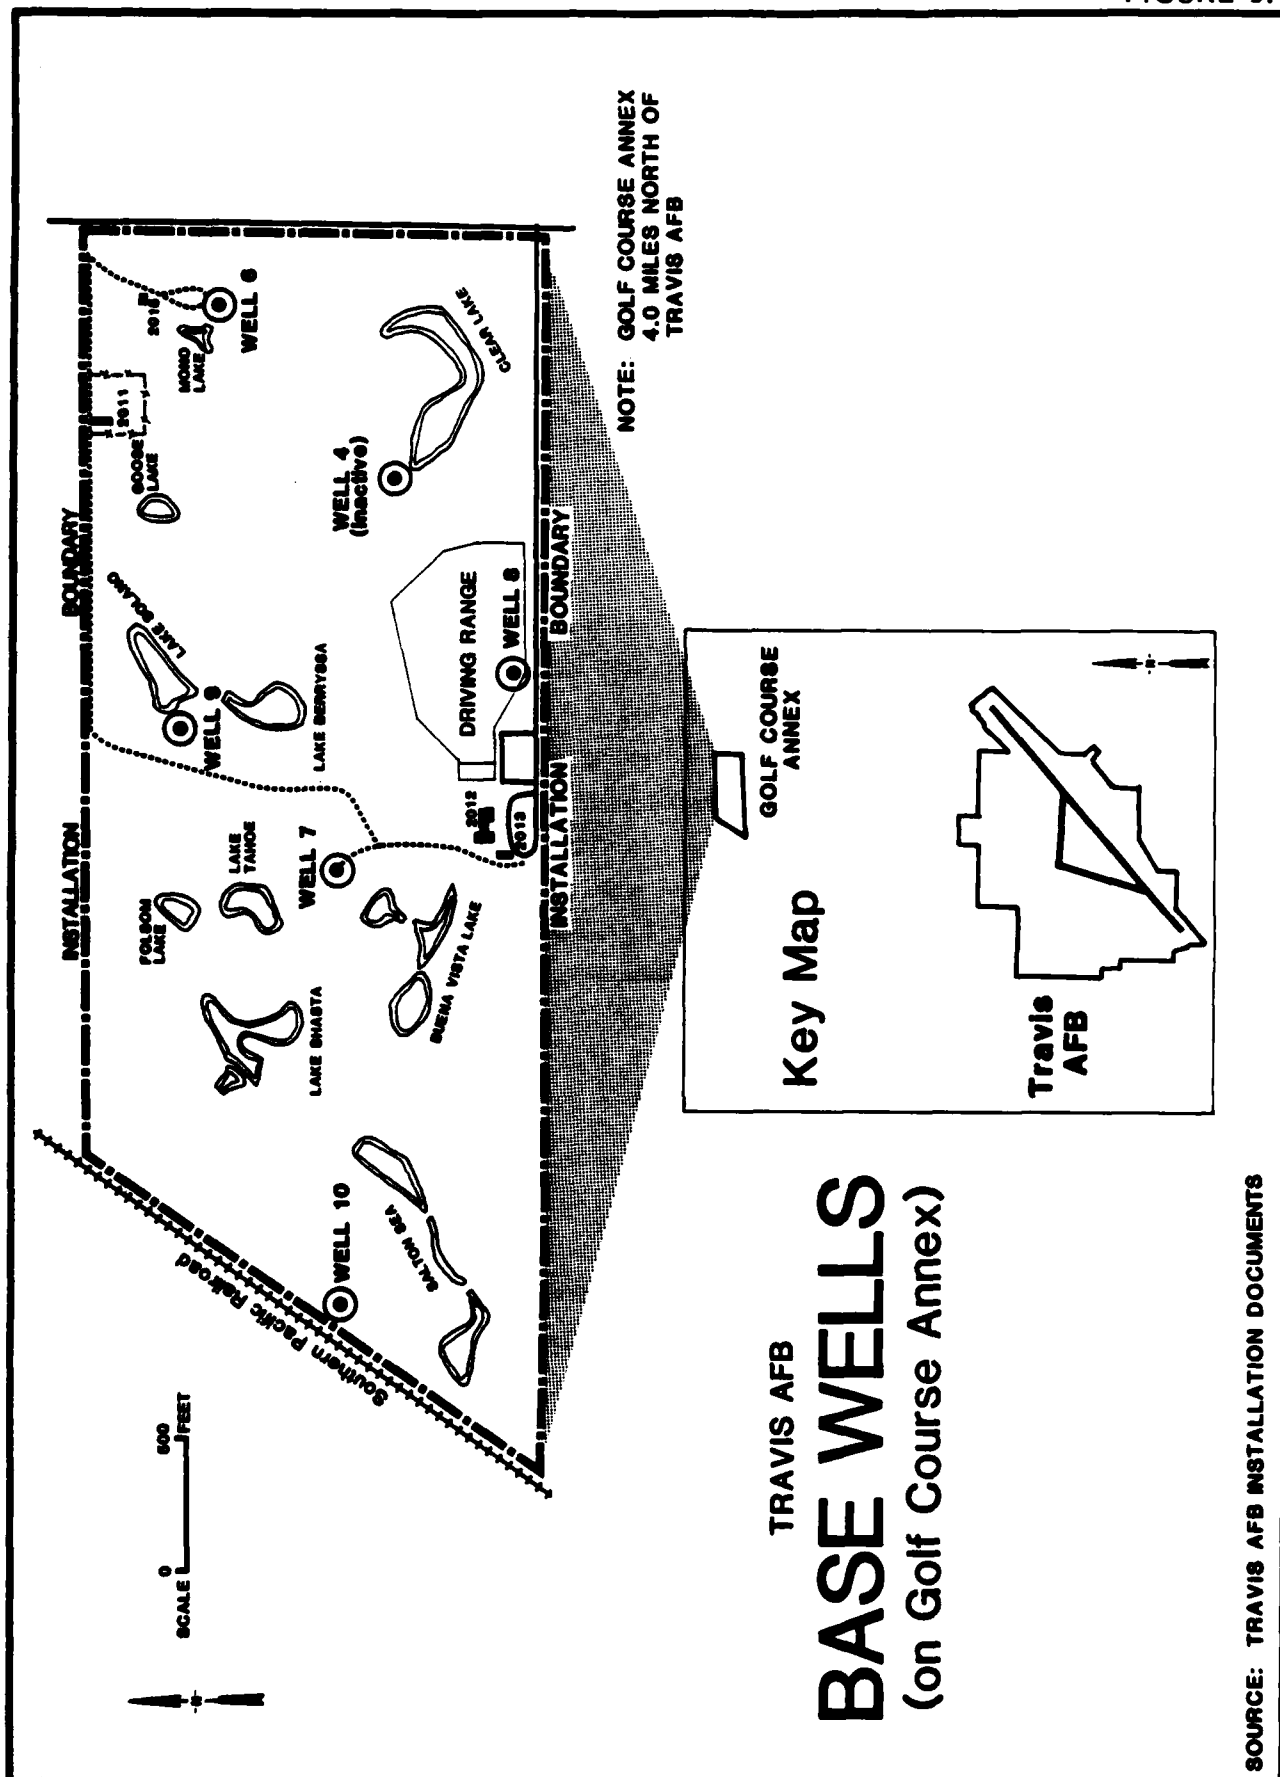 SCALE
0
500
FEET
-N-
INSTALLATION
BOUNDARY
Southern Pacific Railroad
FOLSOM
LAKE
LAKE
TAHOE
LAKE SHASTA
WELL 7
WELL 9
LAKE SOLANO
LAKE BERRYSSA
GOOSE
LAKE
2011
MONO
LAKE
WELL 6
WELL 10
SALTON SEA
BUENA VISTA LAKE
2012
2013
DRIVING RANGE
WELL 8
WELL 4
(Inactive)
CLEAR LAKE
INSTALLATION
BOUNDARY
NOTE: GOLF COURSE ANNEX
4.0 MILES NORTH OF
TRAVIS AFB
GOLF COURSE
ANNEX
Key Map
Travis
AFB
-N-
TRAVIS AFB
BASE WELLS
(on Golf Course Annex)
SOURCE: TRAVIS AFB INSTALLATION DOCUMENTS